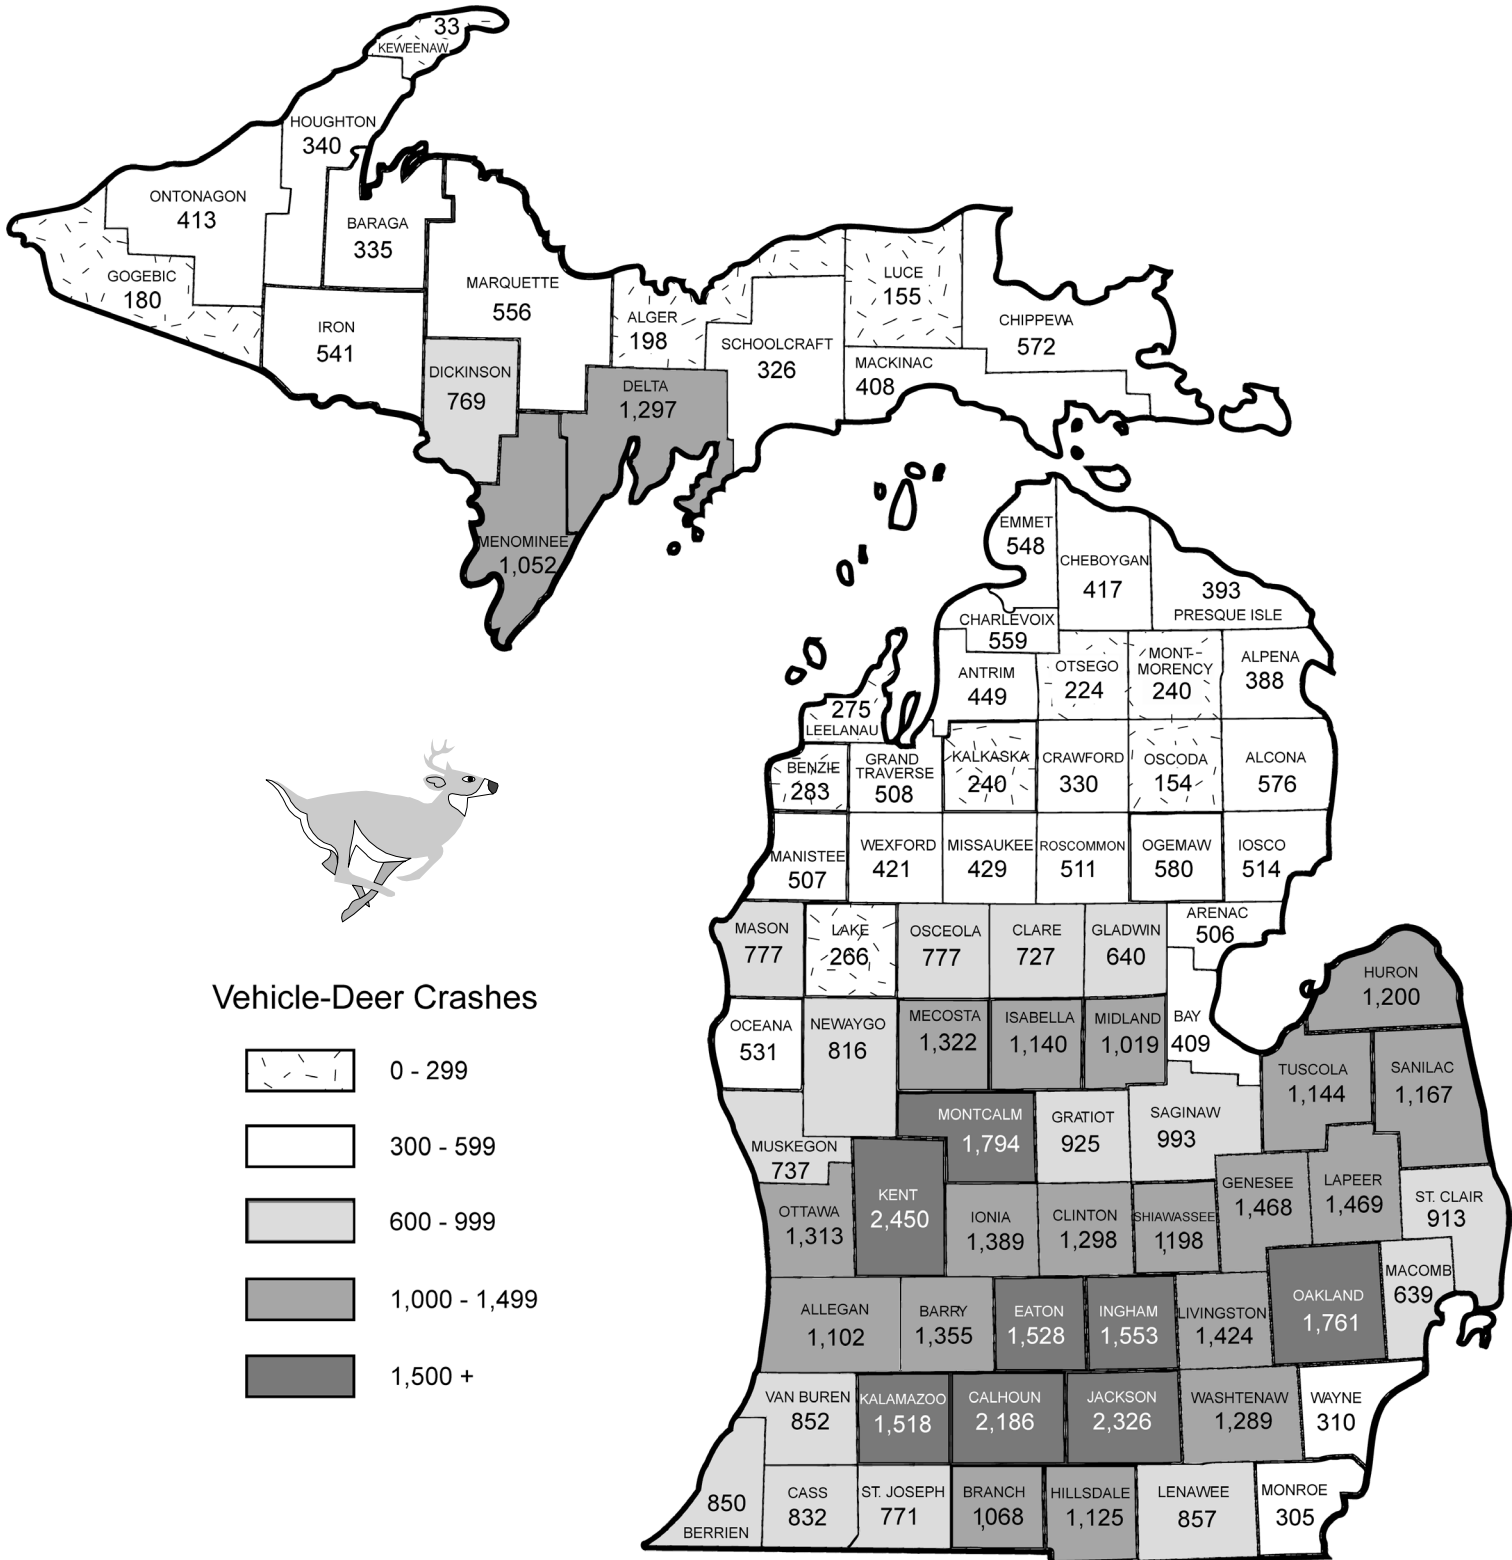 33
KEWEENAW
HOUGHTON
340
ONTONAGON
413
BARAGA
335
GOGEBIC
180
MARQUETTE
556
IRON
541
ALGER
198
LUCE
155
CHIPPEWA
572
SCHOOLCRAFT
326
MACKINAC
408
DICKINSON
769
DELTA
1,297
MENOMINEE
1,052
EMMET
548
CHEBOYGAN
417
393
PRESQUE ISLE
CHARLEVOIX
559
ANTRIM
449
OTSEGO
224
MONT-
MORENCY
240
ALPENA
388
275
LEELANAU
BENZIE
283
GRAND
TRAVERSE
508
KALKASKA
240
CRAWFORD
330
OSCODA
154
ALCONA
576
MANISTEE
507
WEXFORD
421
MISSAUKEE
429
ROSCOMMON
511
OGEMAW
580
IOSCO
514
MASON
777
LAKE
266
OSCEOLA
777
CLARE
727
GLADWIN
640
ARENAC
506
HURON
1,200
Vehicle-Deer Crashes
0 - 299
300 - 599
600 - 999
1,000 - 1,499
1,500 +
OCEANA
531
NEWAYGO
816
MECOSTA
1,322
ISABELLA
1,140
MIDLAND
1,019
BAY
409
TUSCOLA
1,144
SANILAC
1,167
MUSKEGON
737
MONTCALM
1,794
GRATIOT
925
SAGINAW
993
OTTAWA
1,313
KENT
2,450
IONIA
1,389
CLINTON
1,298
SHIAWASSEE
1,198
GENESEE
1,468
LAPEER
1,469
ST. CLAIR
913
ALLEGAN
1,102
BARRY
1,355
EATON
1,528
INGHAM
1,553
LIVINGSTON
1,424
OAKLAND
1,761
MACOMB
639
VAN BUREN
852
KALAMAZOO
1,518
CALHOUN
2,186
JACKSON
2,326
WASHTENAW
1,289
WAYNE
310
850
BERRIEN
CASS
832
ST. JOSEPH
771
BRANCH
1,068
HILLSDALE
1,125
LENAWEE
857
MONROE
305